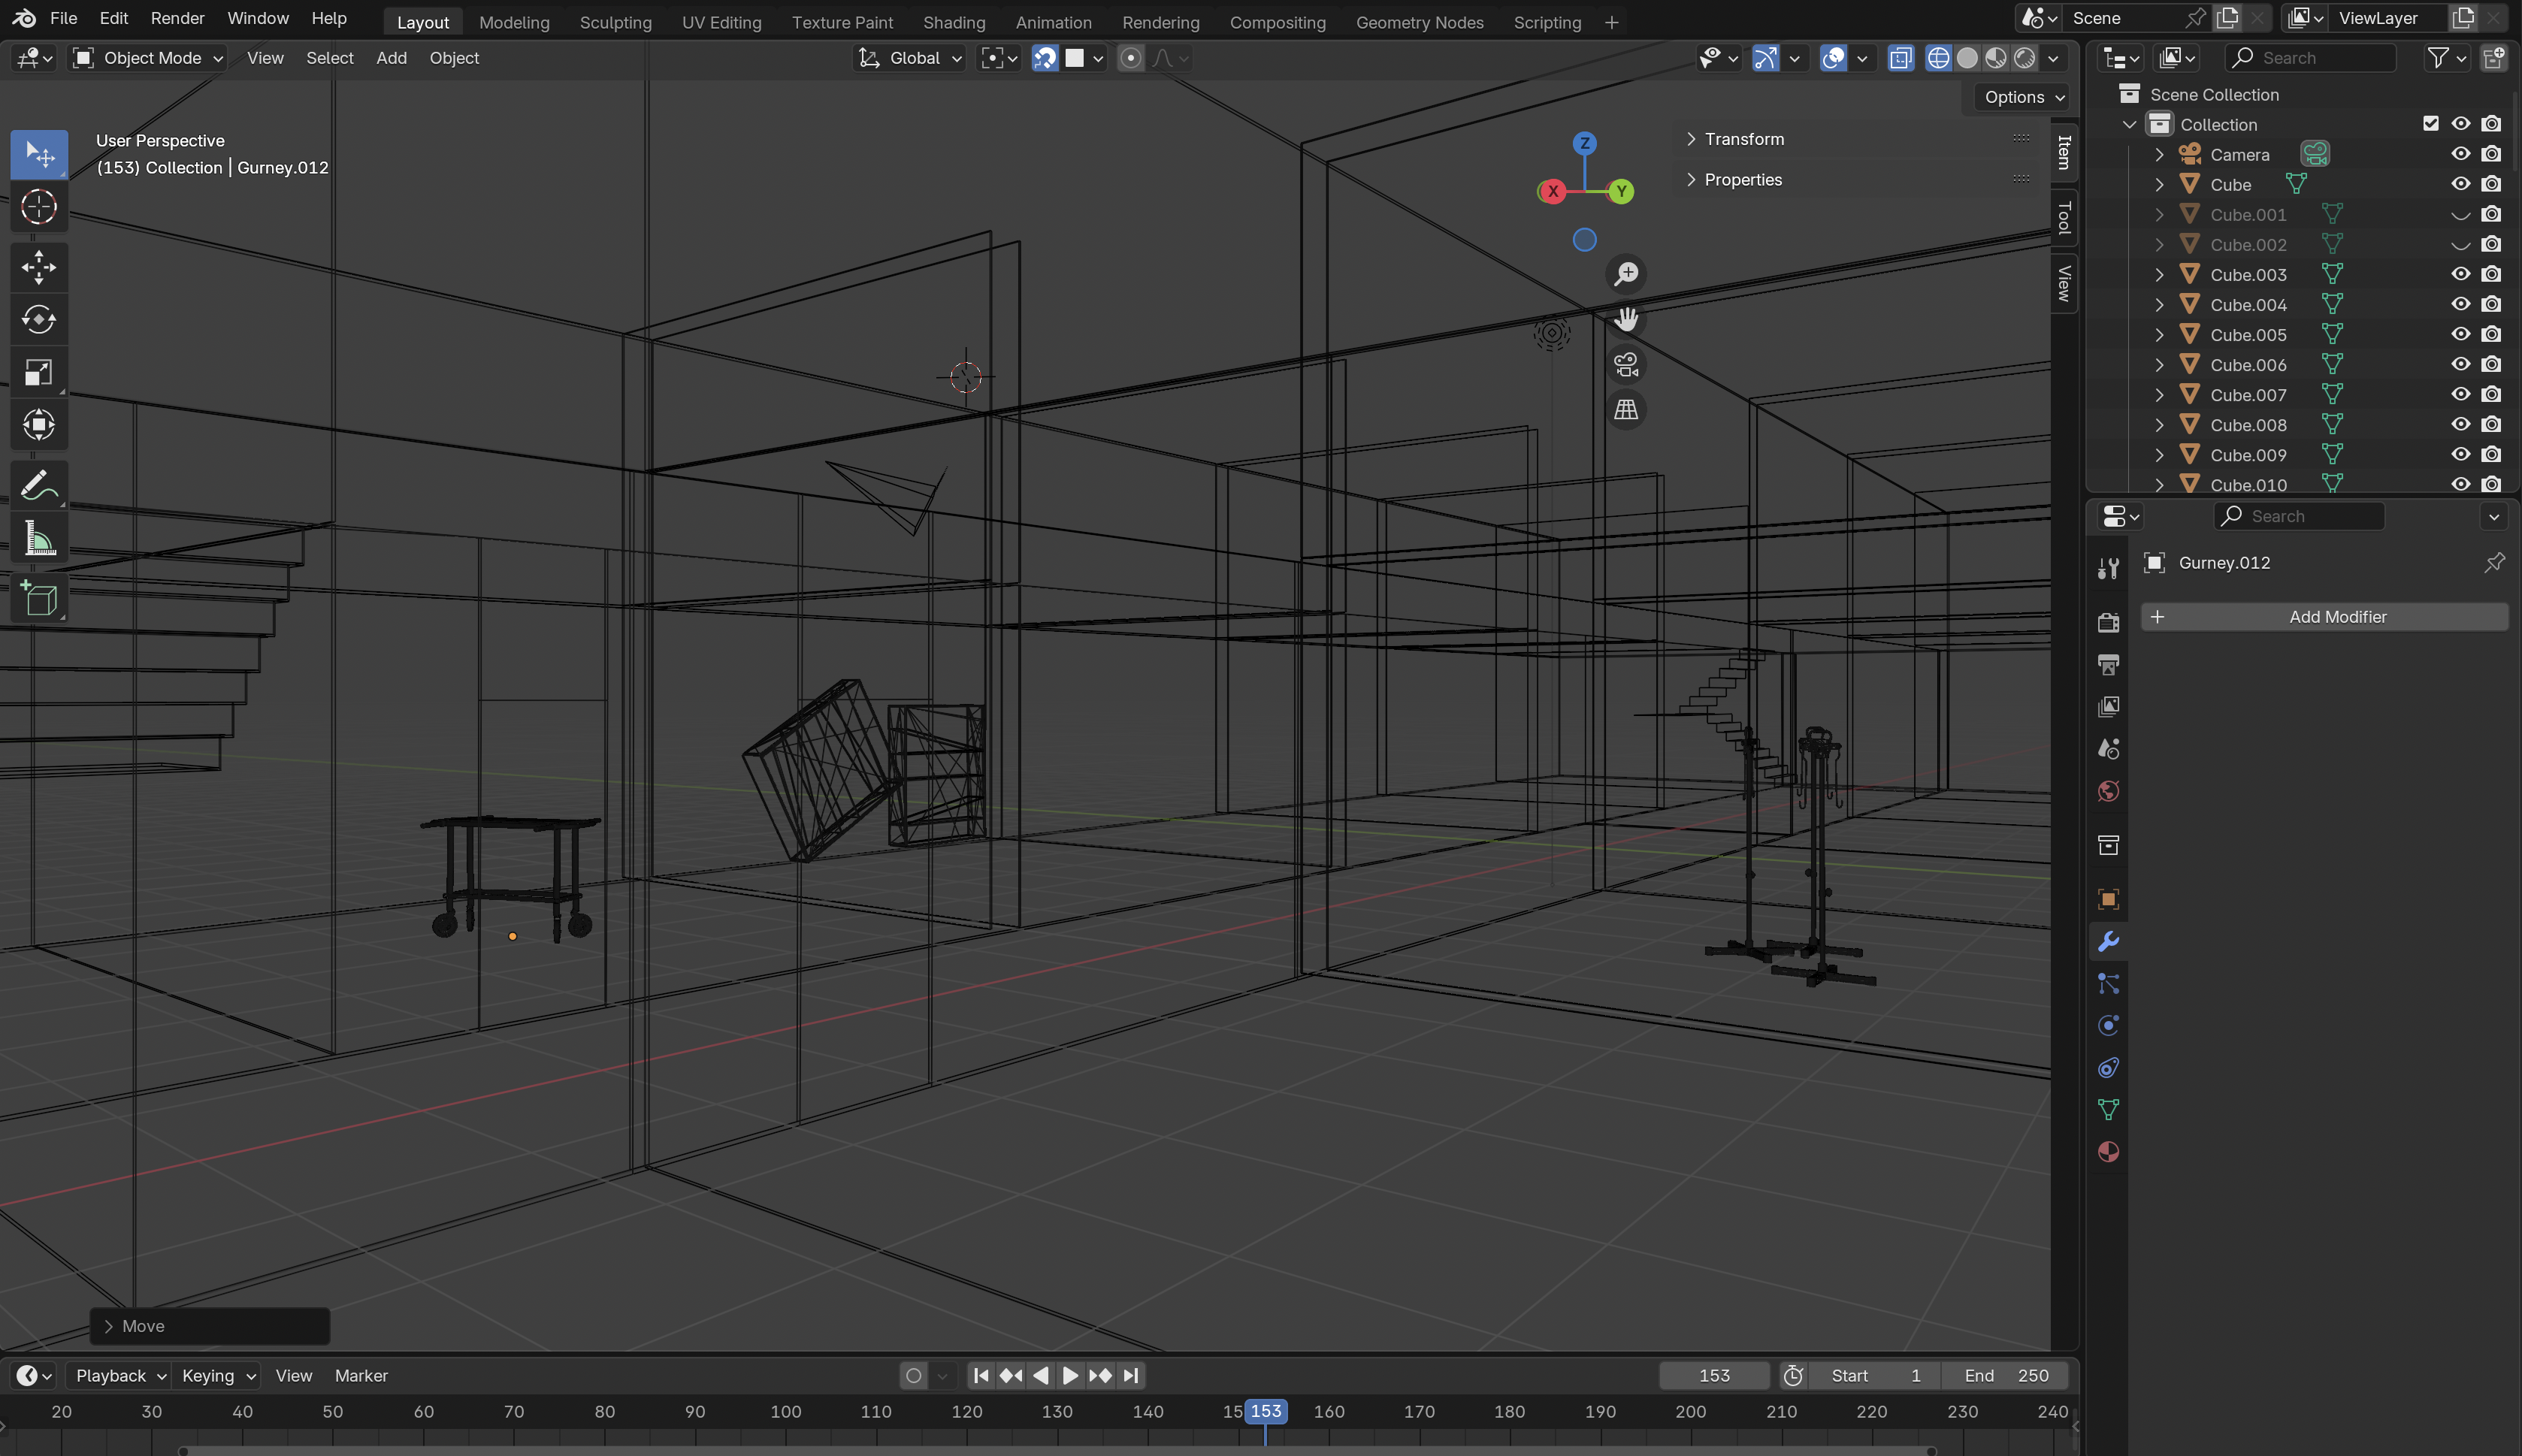 File Edit Render Window Help Layout Modeling Sculpting UV Editing Texture Paint Shading Animation Rendering Compositing Geometry Nodes Scripting + Scene ViewLayer
Object Mode View Select Add Object Global Search
Options
User Perspective
(153) Collection | Gurney.012
Z
X
Y
Transform
Properties
Item
Tool
View
Scene Collection
Collection
Camera
Cube
Cube.001
Cube.002
Cube.003
Cube.004
Cube.005
Cube.006
Cube.007
Cube.008
Cube.009
Cube.010
Search
Gurney.012
+ Add Modifier
Move
Playback Keying View Marker 153 Start 1 End 250
20 30 40 50 60 70 80 90 100 110 120 130 140 15 153 160 170 180 190 200 210 220 230 240